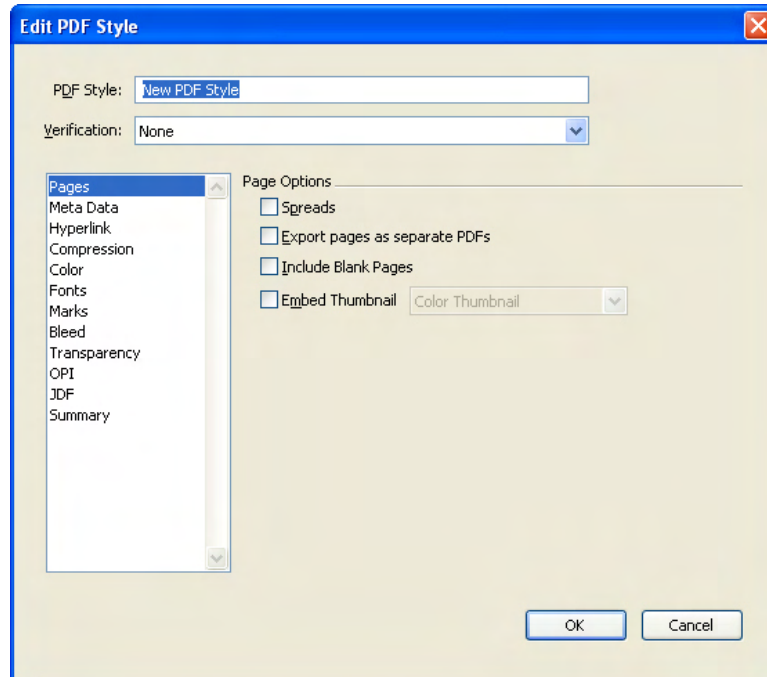 Edit PDF Style
PDF Style: New PDF Style
Verification: None
Pages
Meta Data
Hyperlink
Compression
Color
Fonts
Marks
Bleed
Transparency
OPI
JDF
Summary
Page Options
Spreads
Export pages as separate PDFs
Include Blank Pages
Embed Thumbnail Color Thumbnail
OK Cancel